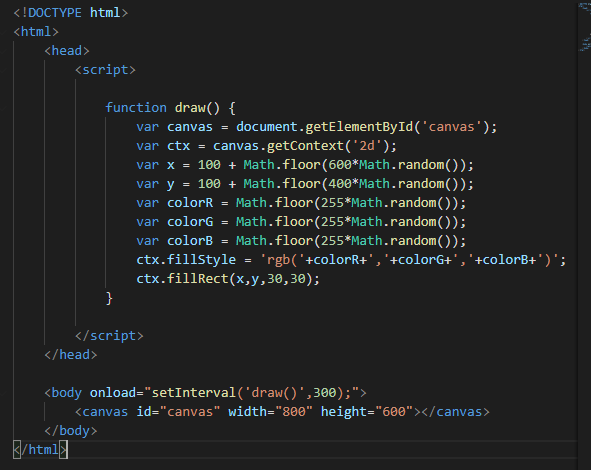 <!DOCTYPE html>
<html>
<head>
<script>
function draw() {
var canvas = document.getElementById('canvas');
var ctx = canvas.getContext('2d');
var x = 100 + Math.floor(600*Math.random());
var y = 100 + Math.floor(400*Math.random());
var colorR = Math.floor(255*Math.random());
var colorG = Math.floor(255*Math.random());
var colorB = Math.floor(255*Math.random());
ctx.fillStyle = 'rgb('+colorR+','+colorG+','+colorB+')';
ctx.fillRect(x,y,30,30);
}
</script>
</head>
<body onload="setInterval('draw()',300);">
<canvas id="canvas" width="800" height="600"></canvas>
</body>
</html>